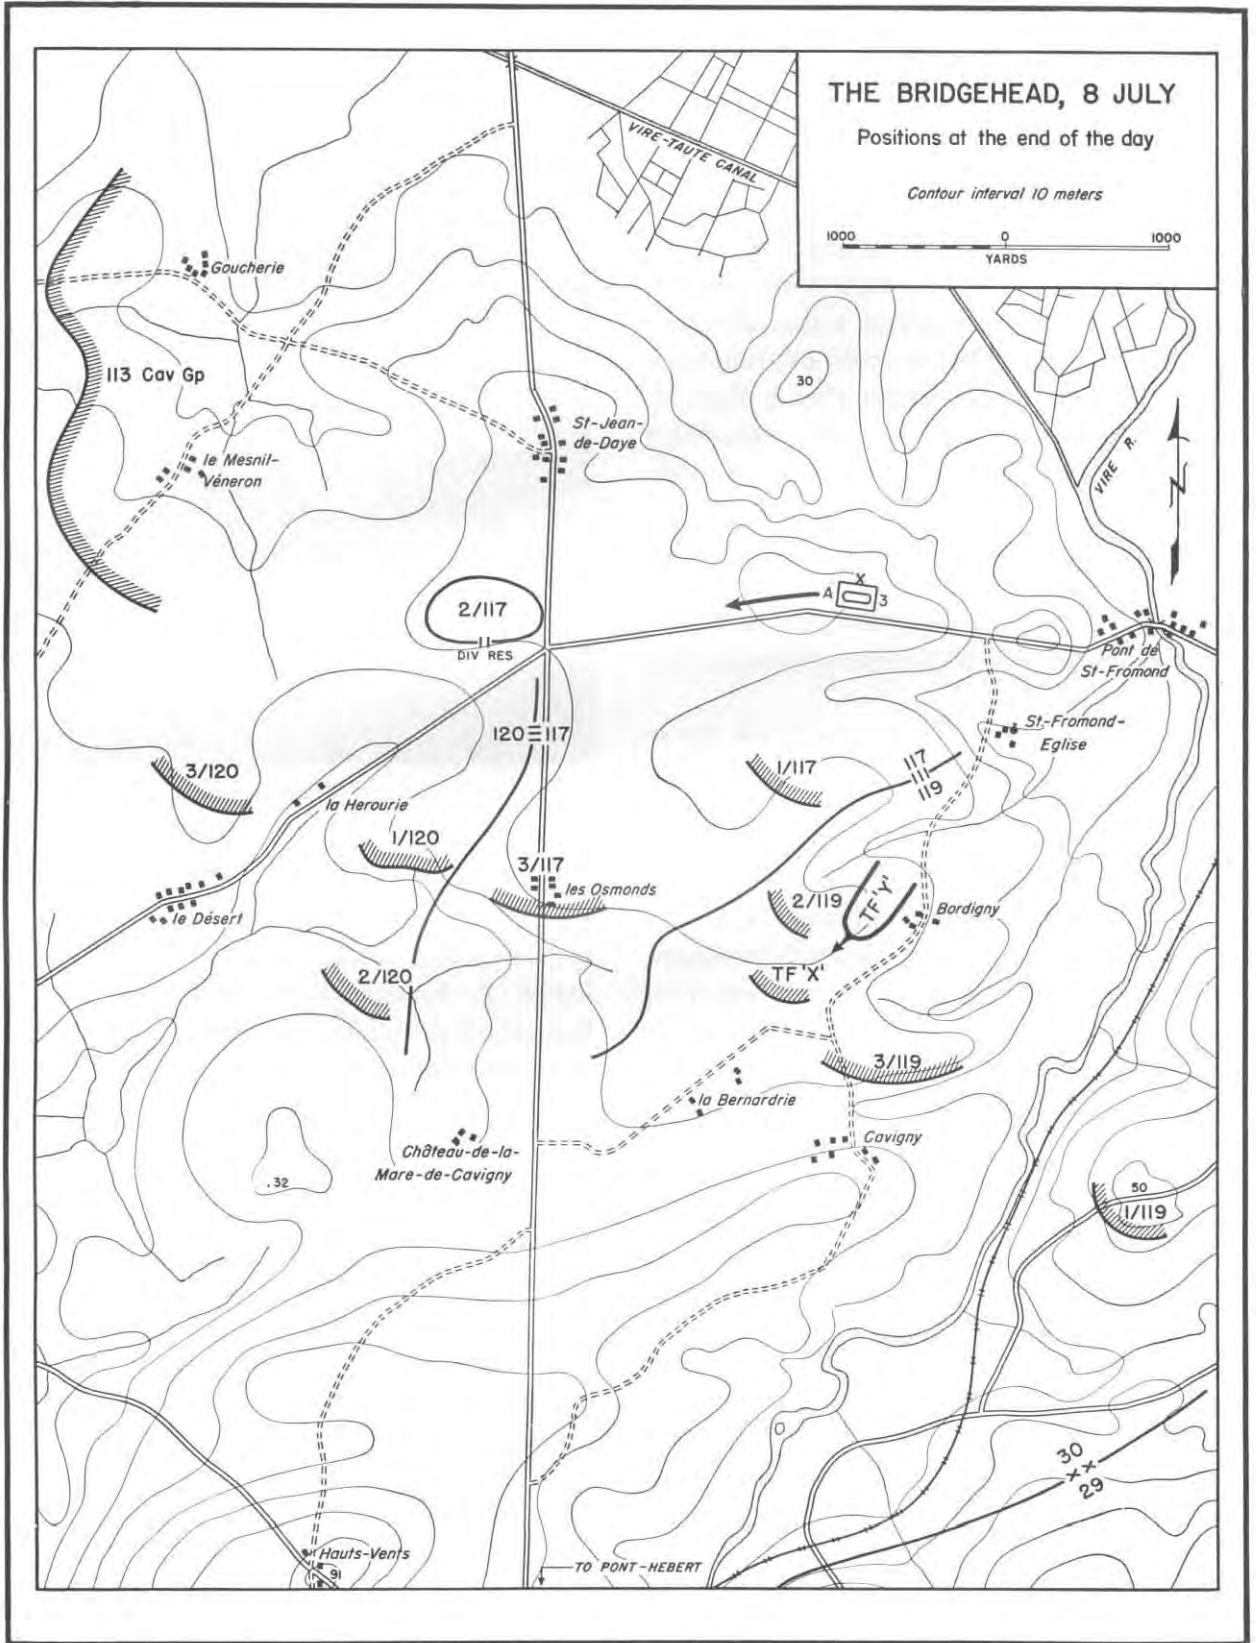 THE BRIDGEHEAD, 8 JULY
Positions at the end of the day
Contour interval 10 meters
1000 0 1000
YARDS
VIRE-TAUTE CANAL
Goucherie
113 Cav Gp
30
St-Jean-
de-Daye
le Mesnil-
Véneron
VIRE R.
N
2/117
DIV RES
X
A 3
Pont de
St-Fromond
St-Fromond-
Eglise
120 117
3/120
1/117
117
119
la Herourie
1/120
3/117
les Osmonds
2/119
TF 'Y'
Bordigny
le Désert
2/120
TF 'X'
3/119
la Bernardrie
Cavigny
Château-de-la-
Mare-de-Cavigny
.32
50
1/119
30
XX
29
Hauts-Vents
91
TO PONT-HEBERT